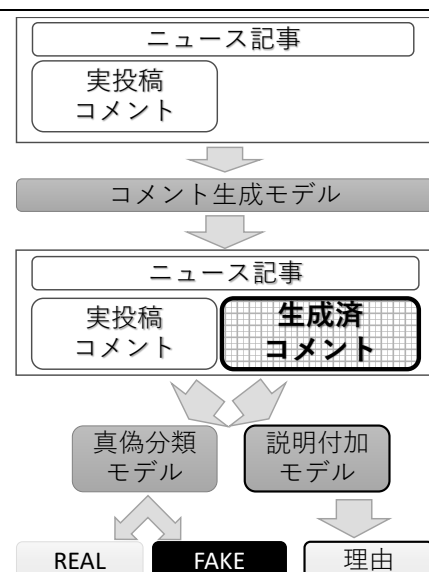 ニュース記事
実投稿
コメント
コメント生成モデル
ニュース記事
実投稿
コメント
生成済
コメント
真偽分類
モデル
説明付加
モデル
REAL
FAKE
理由